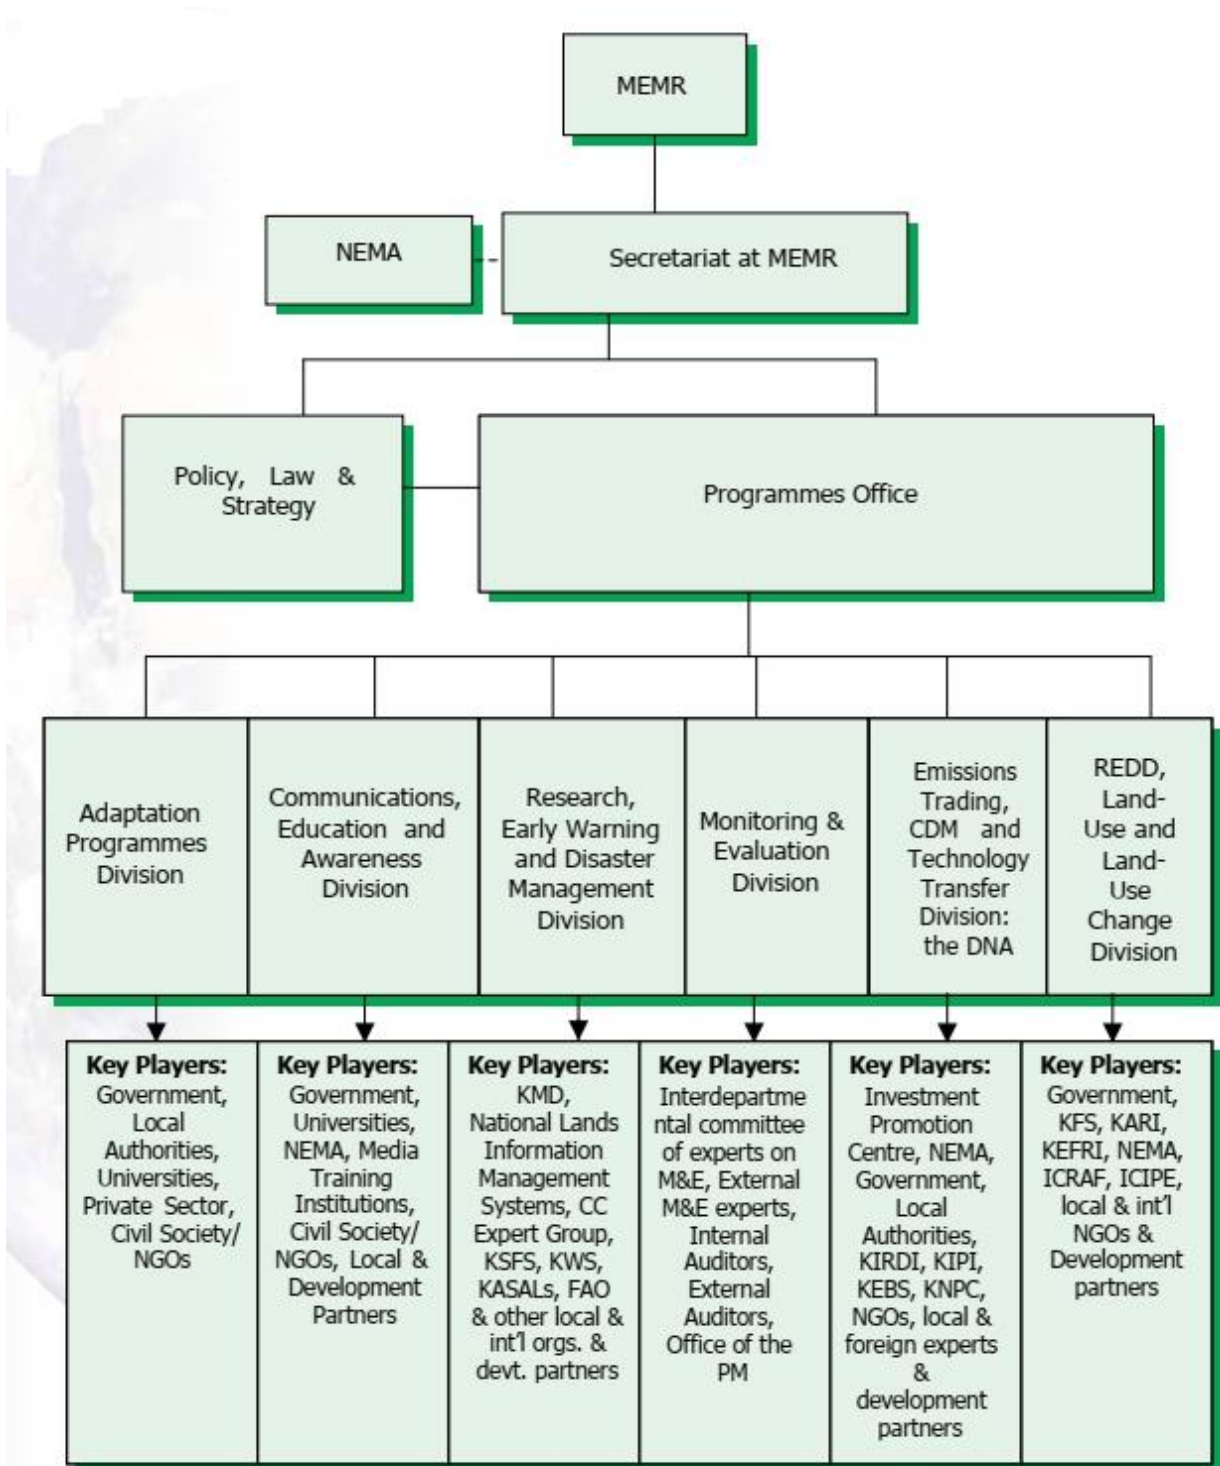 MEMR
NEMA
Secretariat at MEMR
Policy, Law &
Strategy
Programmes Office
Adaptation
Programmes
Division
Communications,
Education and
Awareness
Division
Research,
Early Warning
and Disaster
Management
Division
Monitoring &
Evaluation
Division
Emissions
Trading,
CDM and
Technology
Transfer
Division:
the DNA
REDD,
Land-
Use and
Land-
Use
Change
Division
Key Players:
Government,
Local
Authorities,
Universities,
Private Sector,
Civil Society/
NGOs
Key Players:
Government,
Universities,
NEMA, Media
Training
Institutions,
Civil Society/
NGOs, Local &
Development
Partners
Key Players:
KMD,
National Lands
Information
Management
Systems, CC
Expert Group,
KSFS, KWS,
KASALs, FAO
& other local &
int'l orgs. &
devt. partners
Key Players:
Interdepartme
ntal committee
of experts on
M&E, External
M&E experts,
Internal
Auditors,
External
Auditors,
Office of the
PM
Key Players:
Investment
Promotion
Centre, NEMA,
Government,
Local
Authorities,
KIRDI, KIPI,
KEBS, KNPC,
NGOs, local &
foreign experts
&
development
partners
Key Players:
Government,
KFS, KARI,
KEFRI, NEMA,
ICRAF, ICIPE,
local & int'l
NGOs &
Development
partners